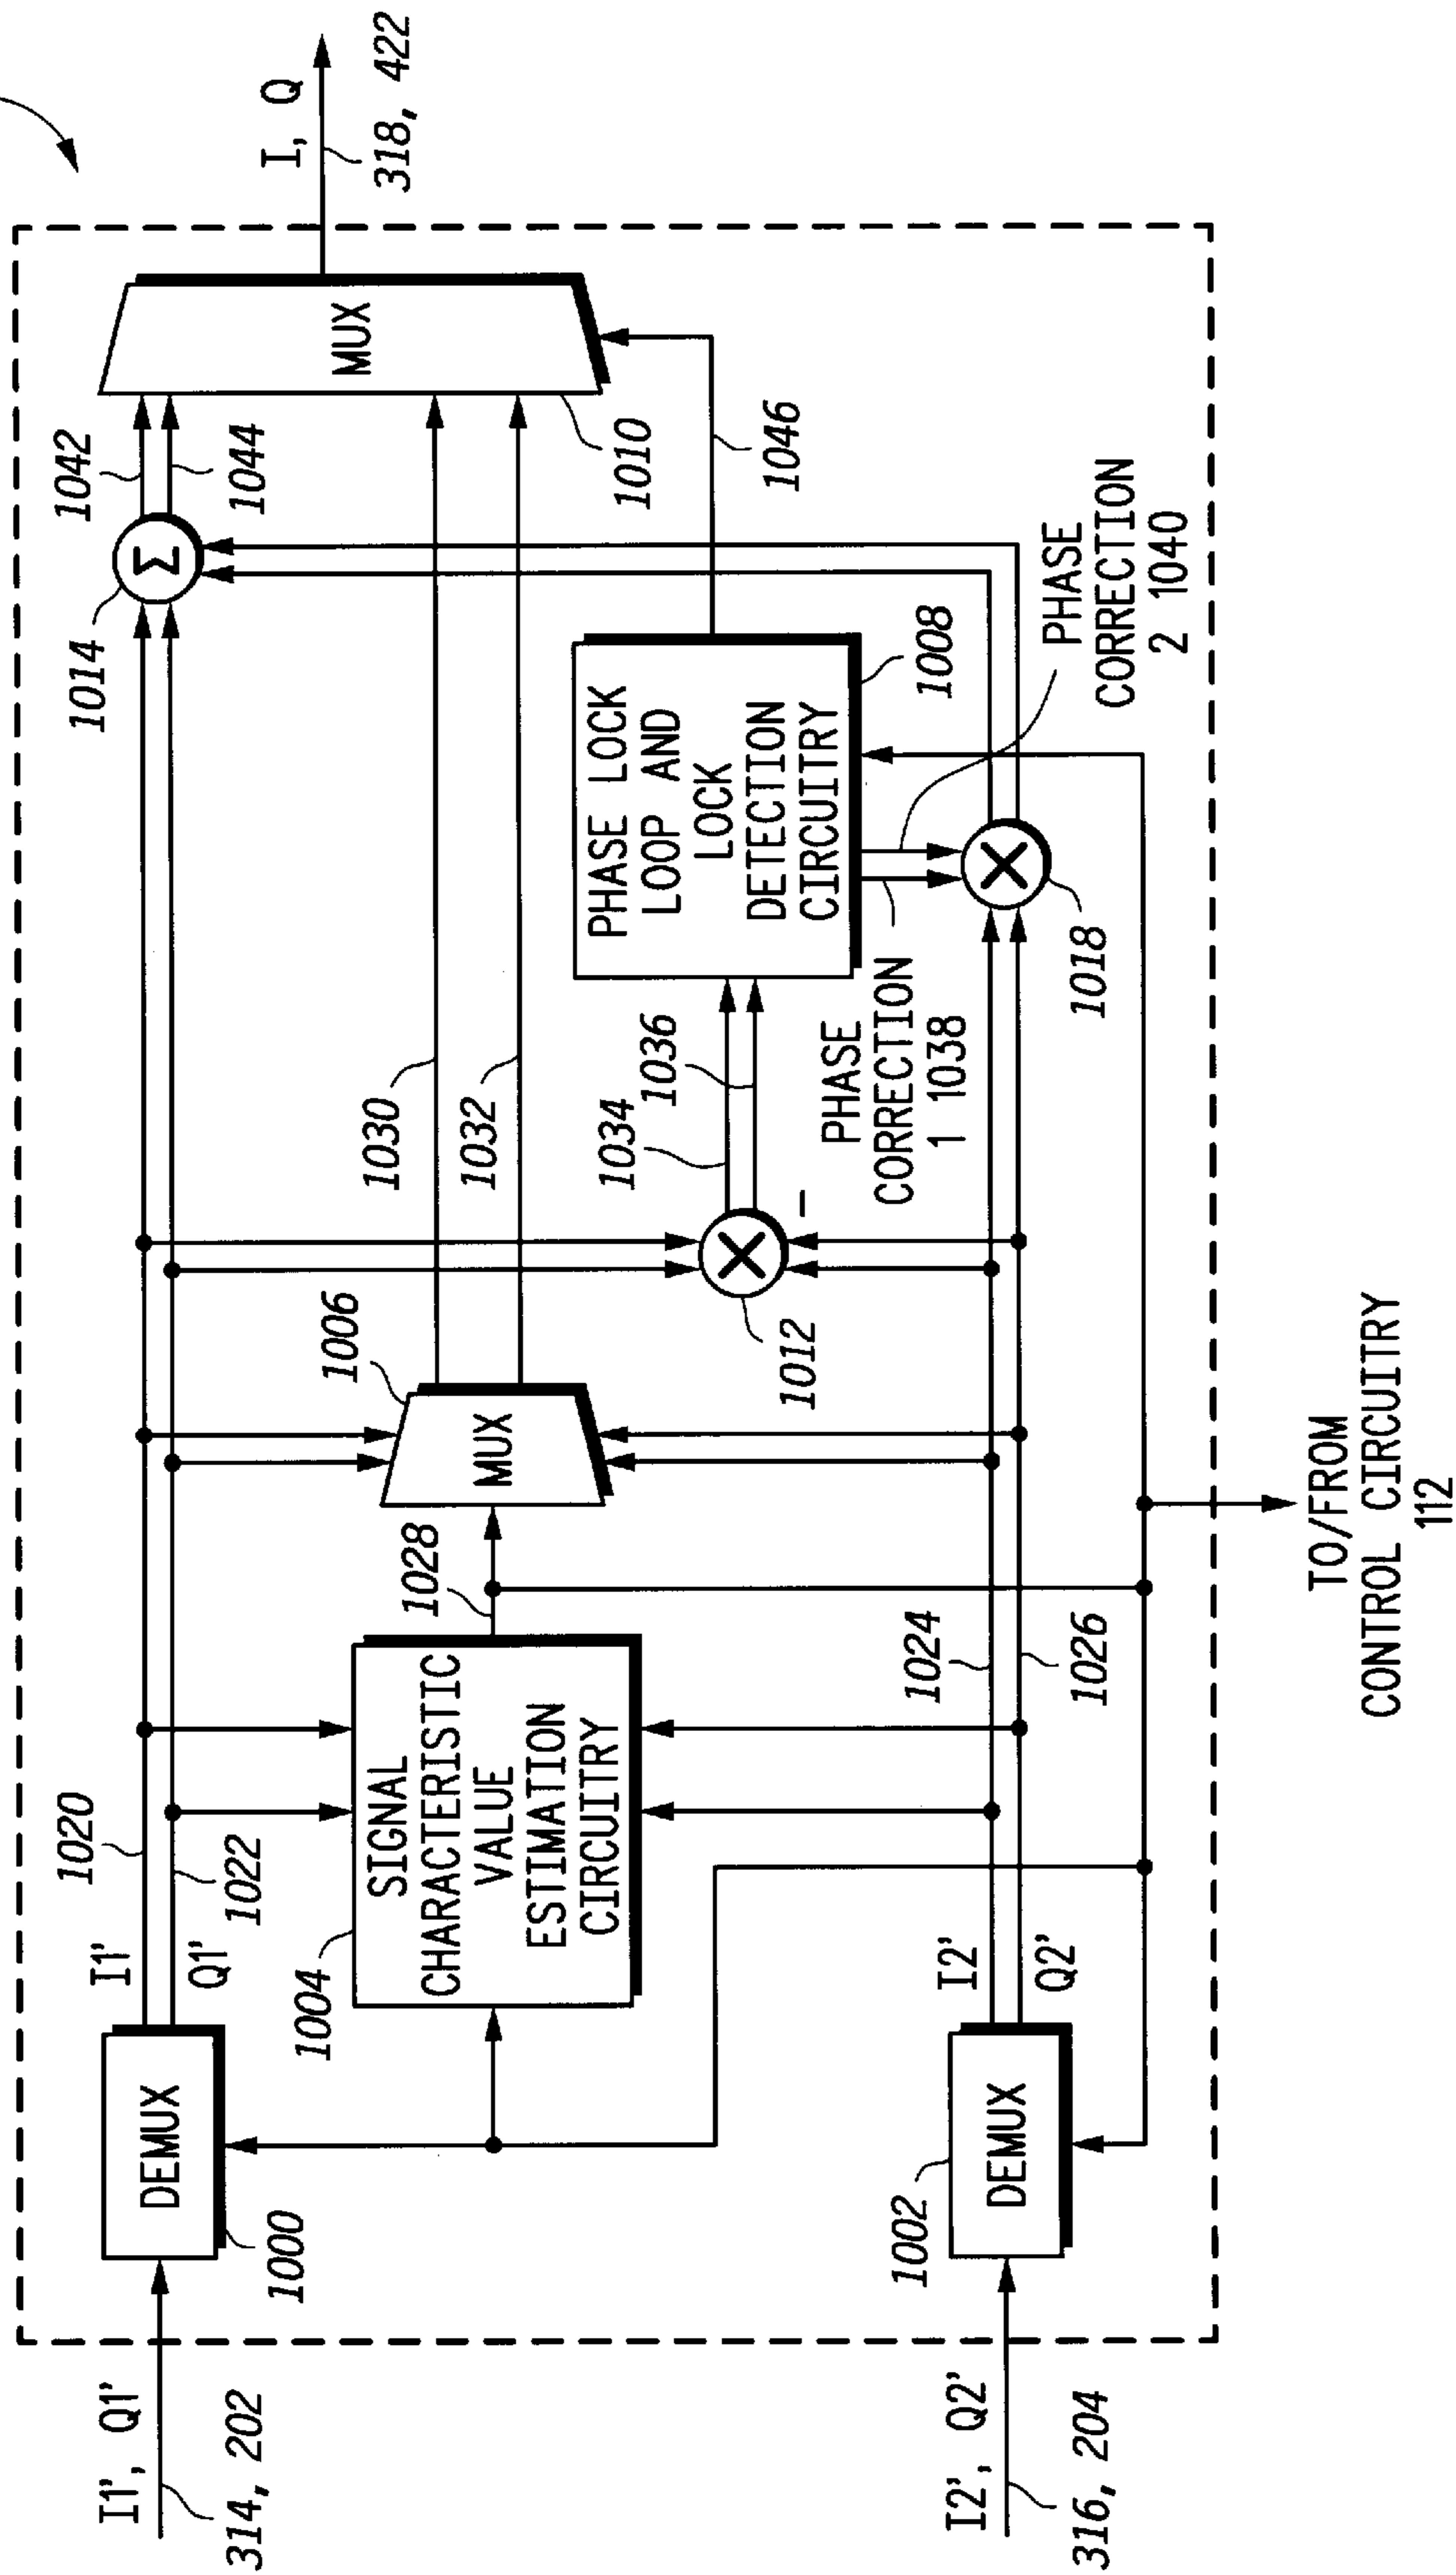 I1', Q1'
314, 202
DEMUX
1000
I1'
Q1'
1020
1022
SIGNAL
CHARACTERISTIC
VALUE
ESTIMATION
CIRCUITRY
1004
1028
MUX
1006
1030
1032
1012
−
1034
1036
PHASE LOCK
LOOP AND
LOCK
DETECTION
CIRCUITRY
1008
PHASE
CORRECTION
1 1038
PHASE
CORRECTION
2 1040
1018
1014
Σ
1042
1044
MUX
1010
1046
I, Q
318, 422
I2', Q2'
316, 204
DEMUX
1002
I2'
Q2'
1024
1026
TO/FROM
CONTROL CIRCUITRY
112